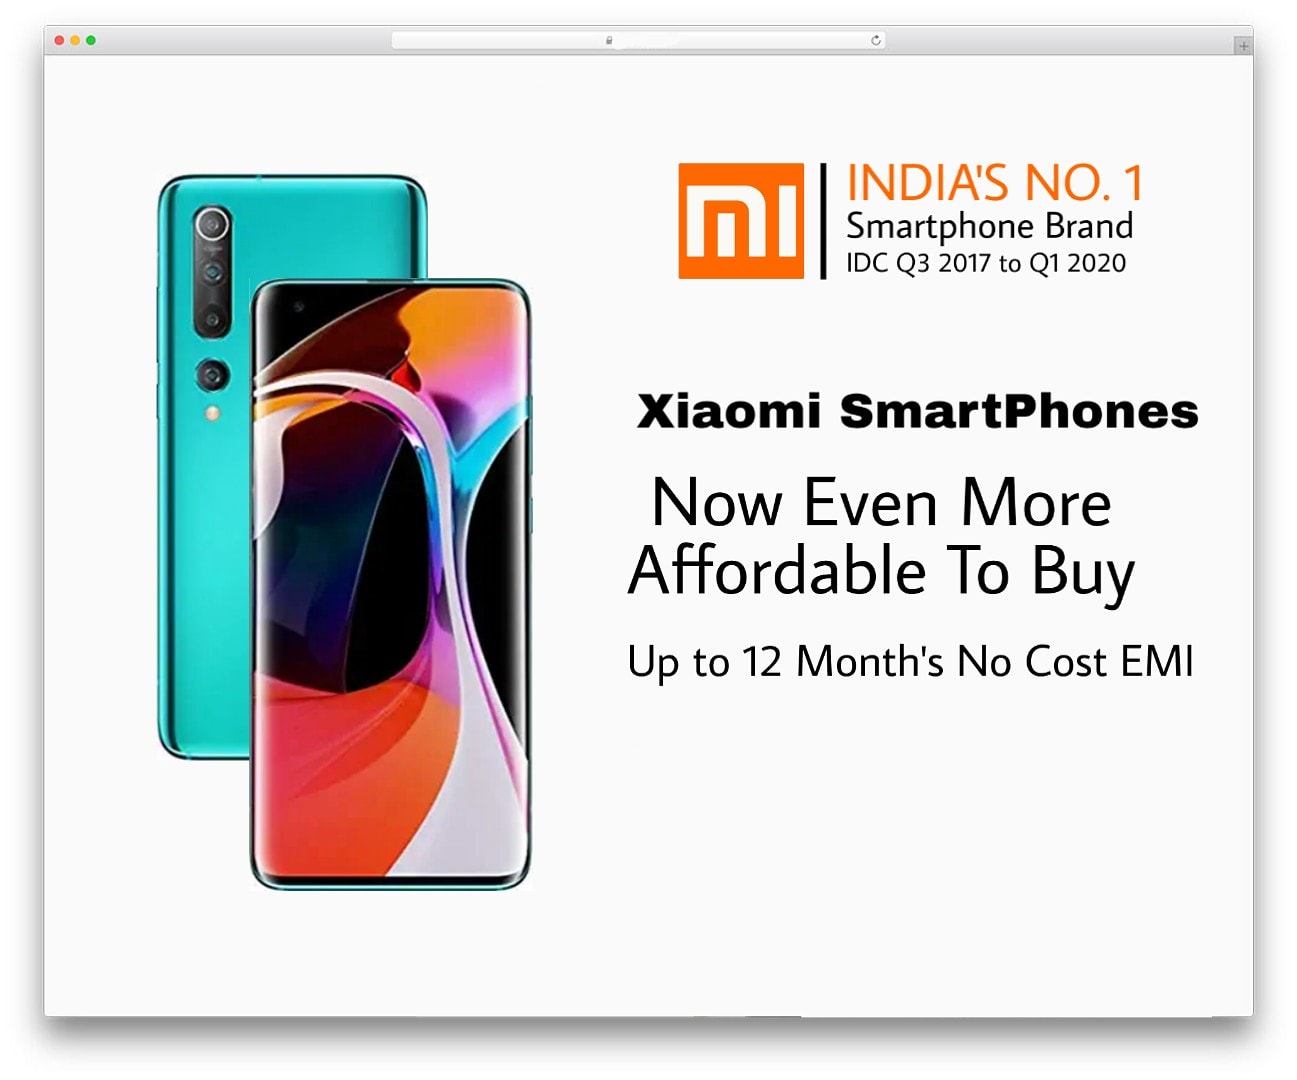 mi
INDIA'S NO. 1
Smartphone Brand
IDC Q3 2017 to Q1 2020
Xiaomi SmartPhones
Now Even More
Affordable To Buy
Up to 12 Month's No Cost EMI